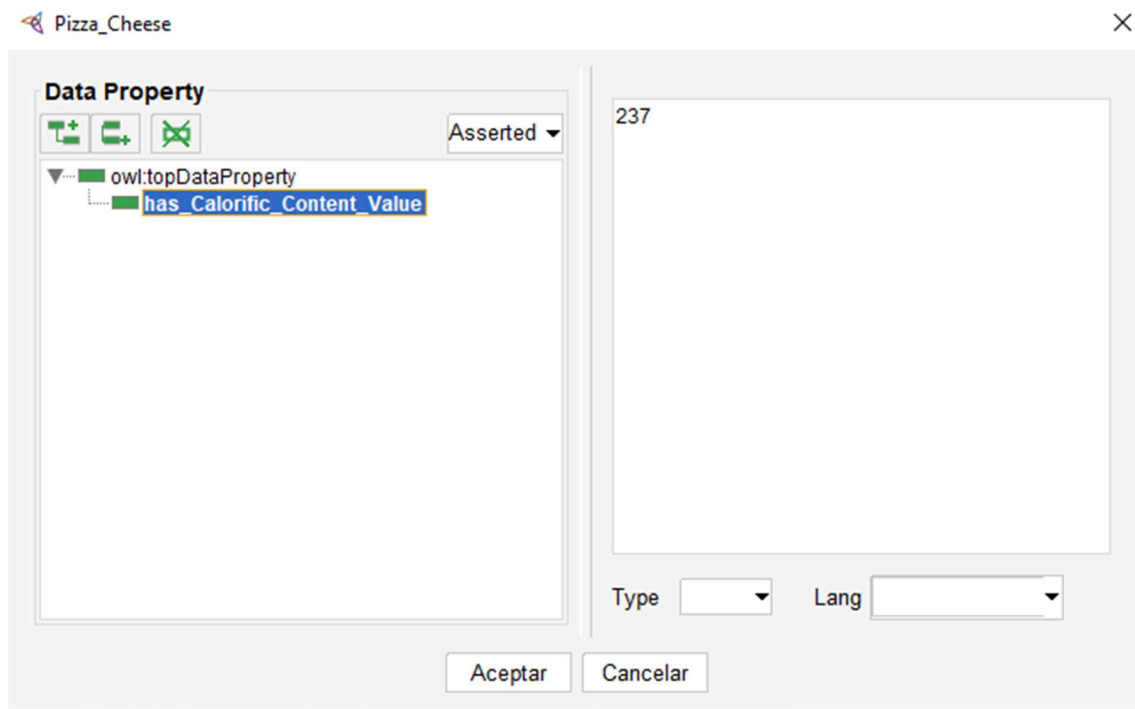 Pizza_Cheese
Data Property
Asserted
owl:topDataProperty
has_Calorific_Content_Value
237
Type
Lang
Aceptar
Cancelar